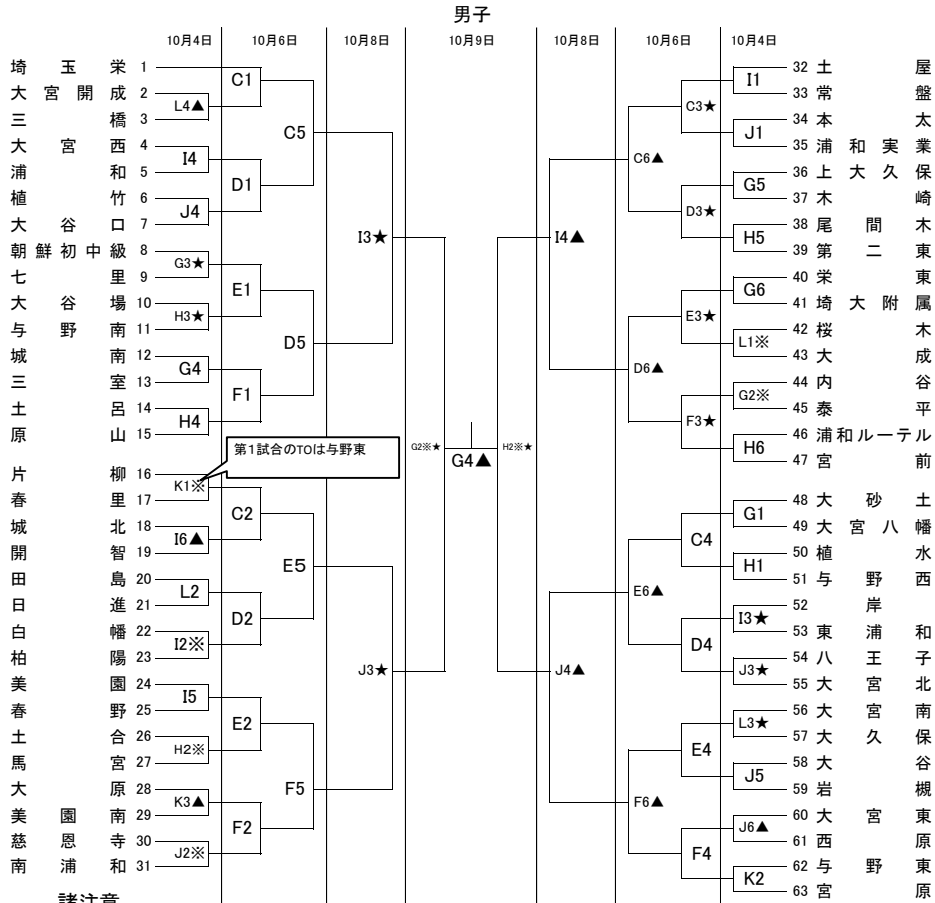 男子
10月4日 10月6日 10月8日 10月9日 10月8日 10月6日 10月4日
埼玉栄 1
大宮開成 2
三橋 3
大宮西 4
浦和 5
植竹 6
大谷口 7
朝鮮初中級 8
七里 9
大谷場 10
与野南 11
城南 12
三室 13
土呂 14
原山 15
片柳 16
春里 17
城北 18
開智 19
田島 20
日進 21
白幡 22
柏陽 23
美園 24
春野 25
土合 26
馬宮 27
大原 28
美園南 29
慈恩寺 30
南浦和 31
L4▲
I4
J4
G3★
H3★
G4
H4
K1※
I6▲
L2
I2※
I5
H2※
K3▲
J2※
第1試合のTOは与野東
C1
D1
E1
F1
C2
D2
E2
F2
C5
D5
E5
F5
I3★
J3★
G2※★
G4▲
H2※★
I4▲
J4▲
C6▲
D6▲
E6▲
F6▲
C3★
D3★
E3★
F3★
C4
D4
E4
F4
I1
J1
G5
H5
G6
L1※
G2※
H6
G1
H1
I3★
J3★
L3★
J5
J6▲
K2
32 土屋
33 常盤
34 本太
35 浦和実業
36 上大久保
37 木崎
38 尾間木
39 第二東
40 栄東
41 埼大附属
42 桜木
43 大成
44 内谷
45 泰平
46 浦和ルーテル
47 宮前
48 大砂土
49 大宮八幡
50 植水
51 与野西
52 岸
53 東浦和
54 八王子
55 大宮北
56 大宮南
57 大久保
58 大谷
59 岩槻
60 大宮東
61 西原
62 与野東
63 宮原
諸注意